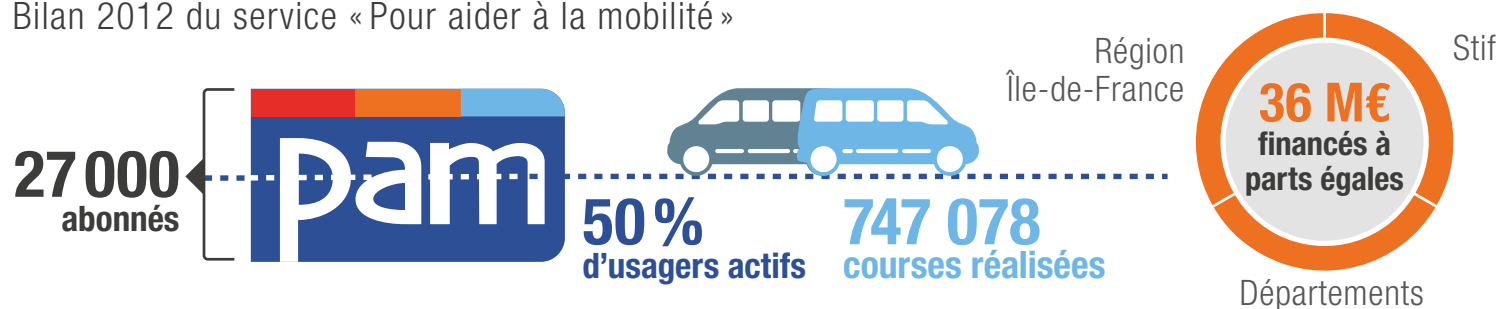 Bilan 2012 du service « Pour aider à la mobilité »
27 000
abonnés
pam
50 %
d'usagers actifs
747 078
courses réalisées
Région
Île-de-France
Stif
36 M€
financés à
parts égales
Départements